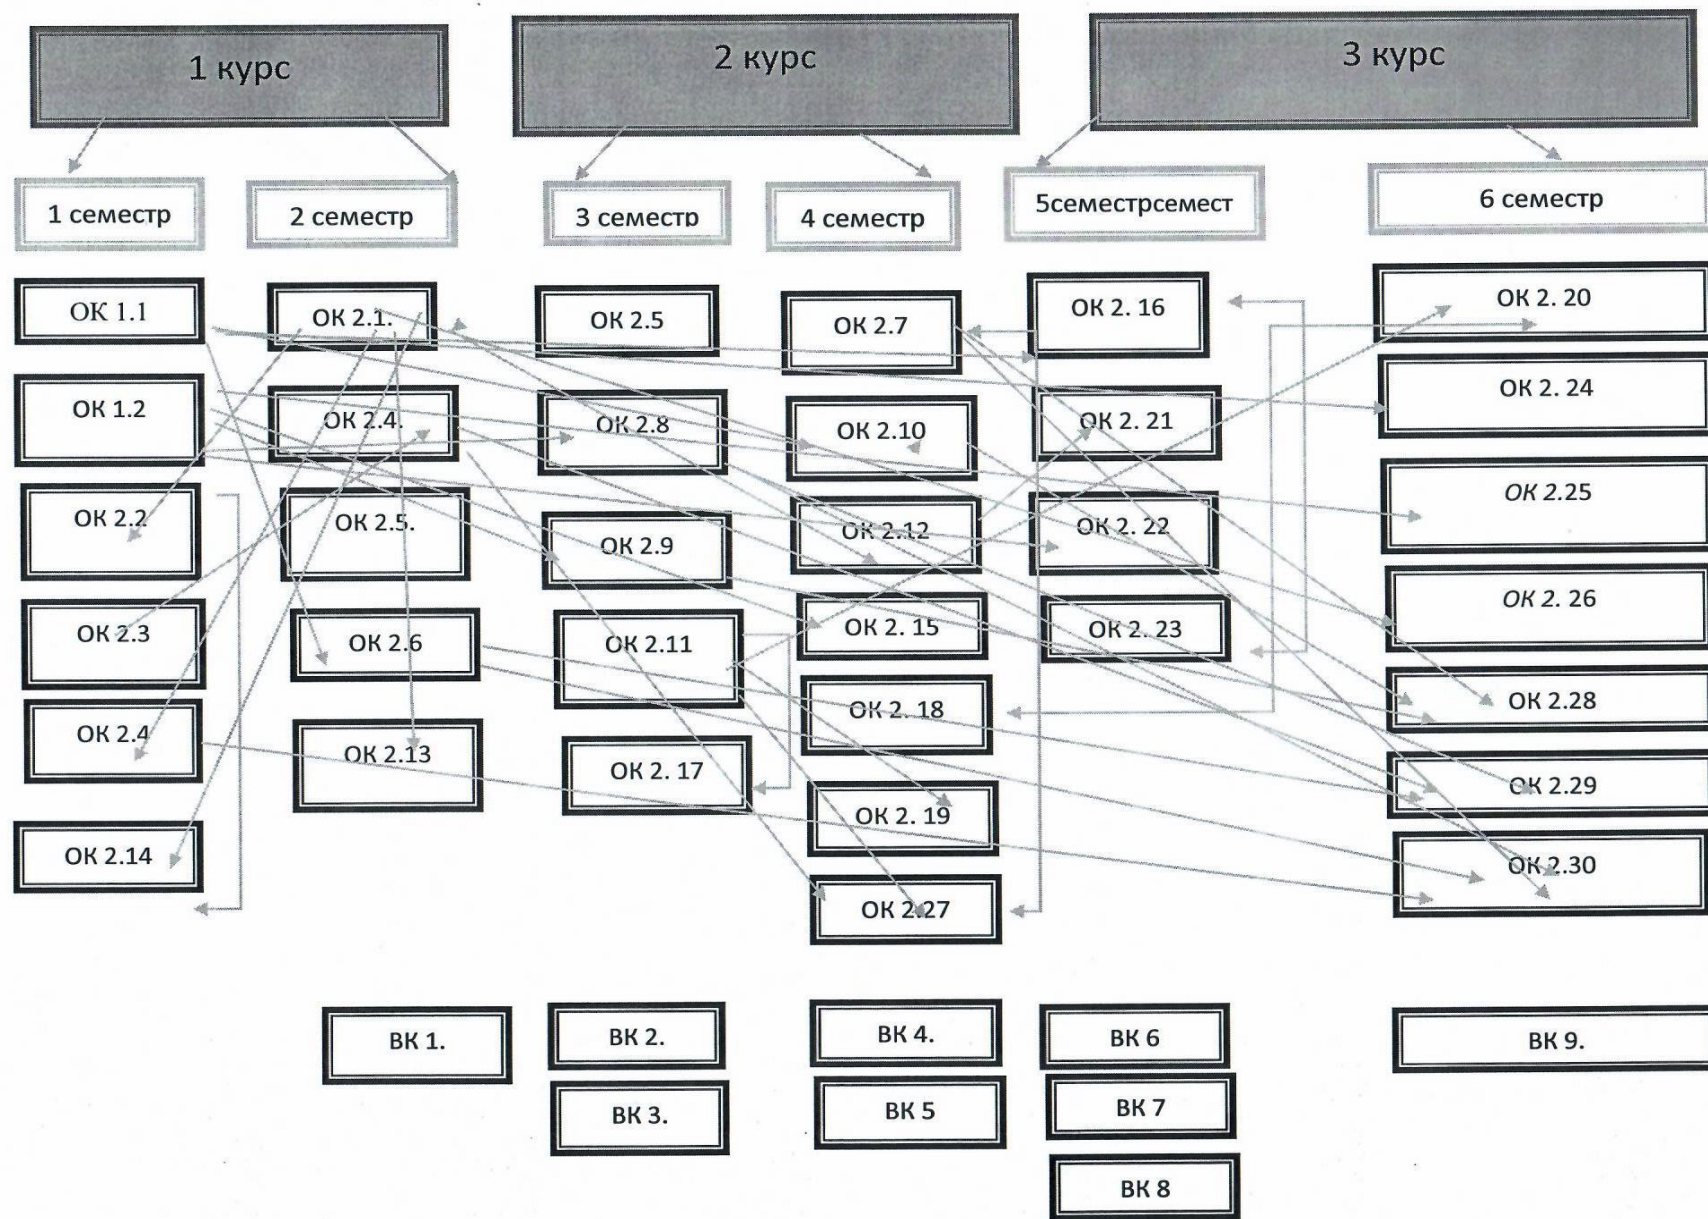 1 курс
2 курс
3 курс
1 семестр
2 семестр
3 семестр
4 семестр
5семестрсемест
6 семестр
ОК 1.1
ОК 1.2
ОК 2.2
ОК 2.3
ОК 2.4
ОК 2.14
ОК 2.1.
ОК 2.4.
ОК 2.5.
ОК 2.6
ОК 2.13
ВК 1.
ОК 2.5
ОК 2.8
ОК 2.9
ОК 2.11
ОК 2. 17
ВК 2.
ВК 3.
ОК 2.7
ОК 2.10
ОК 2.12
ОК 2. 15
ОК 2. 18
ОК 2. 19
ОК 2.27
ВК 4.
ВК 5
ОК 2. 16
ОК 2. 21
ОК 2. 22
ОК 2. 23
ВК 6
ВК 7
ВК 8
ОК 2. 20
ОК 2. 24
ОК 2.25
ОК 2. 26
ОК 2.28
ОК 2.29
ОК 2.30
ВК 9.